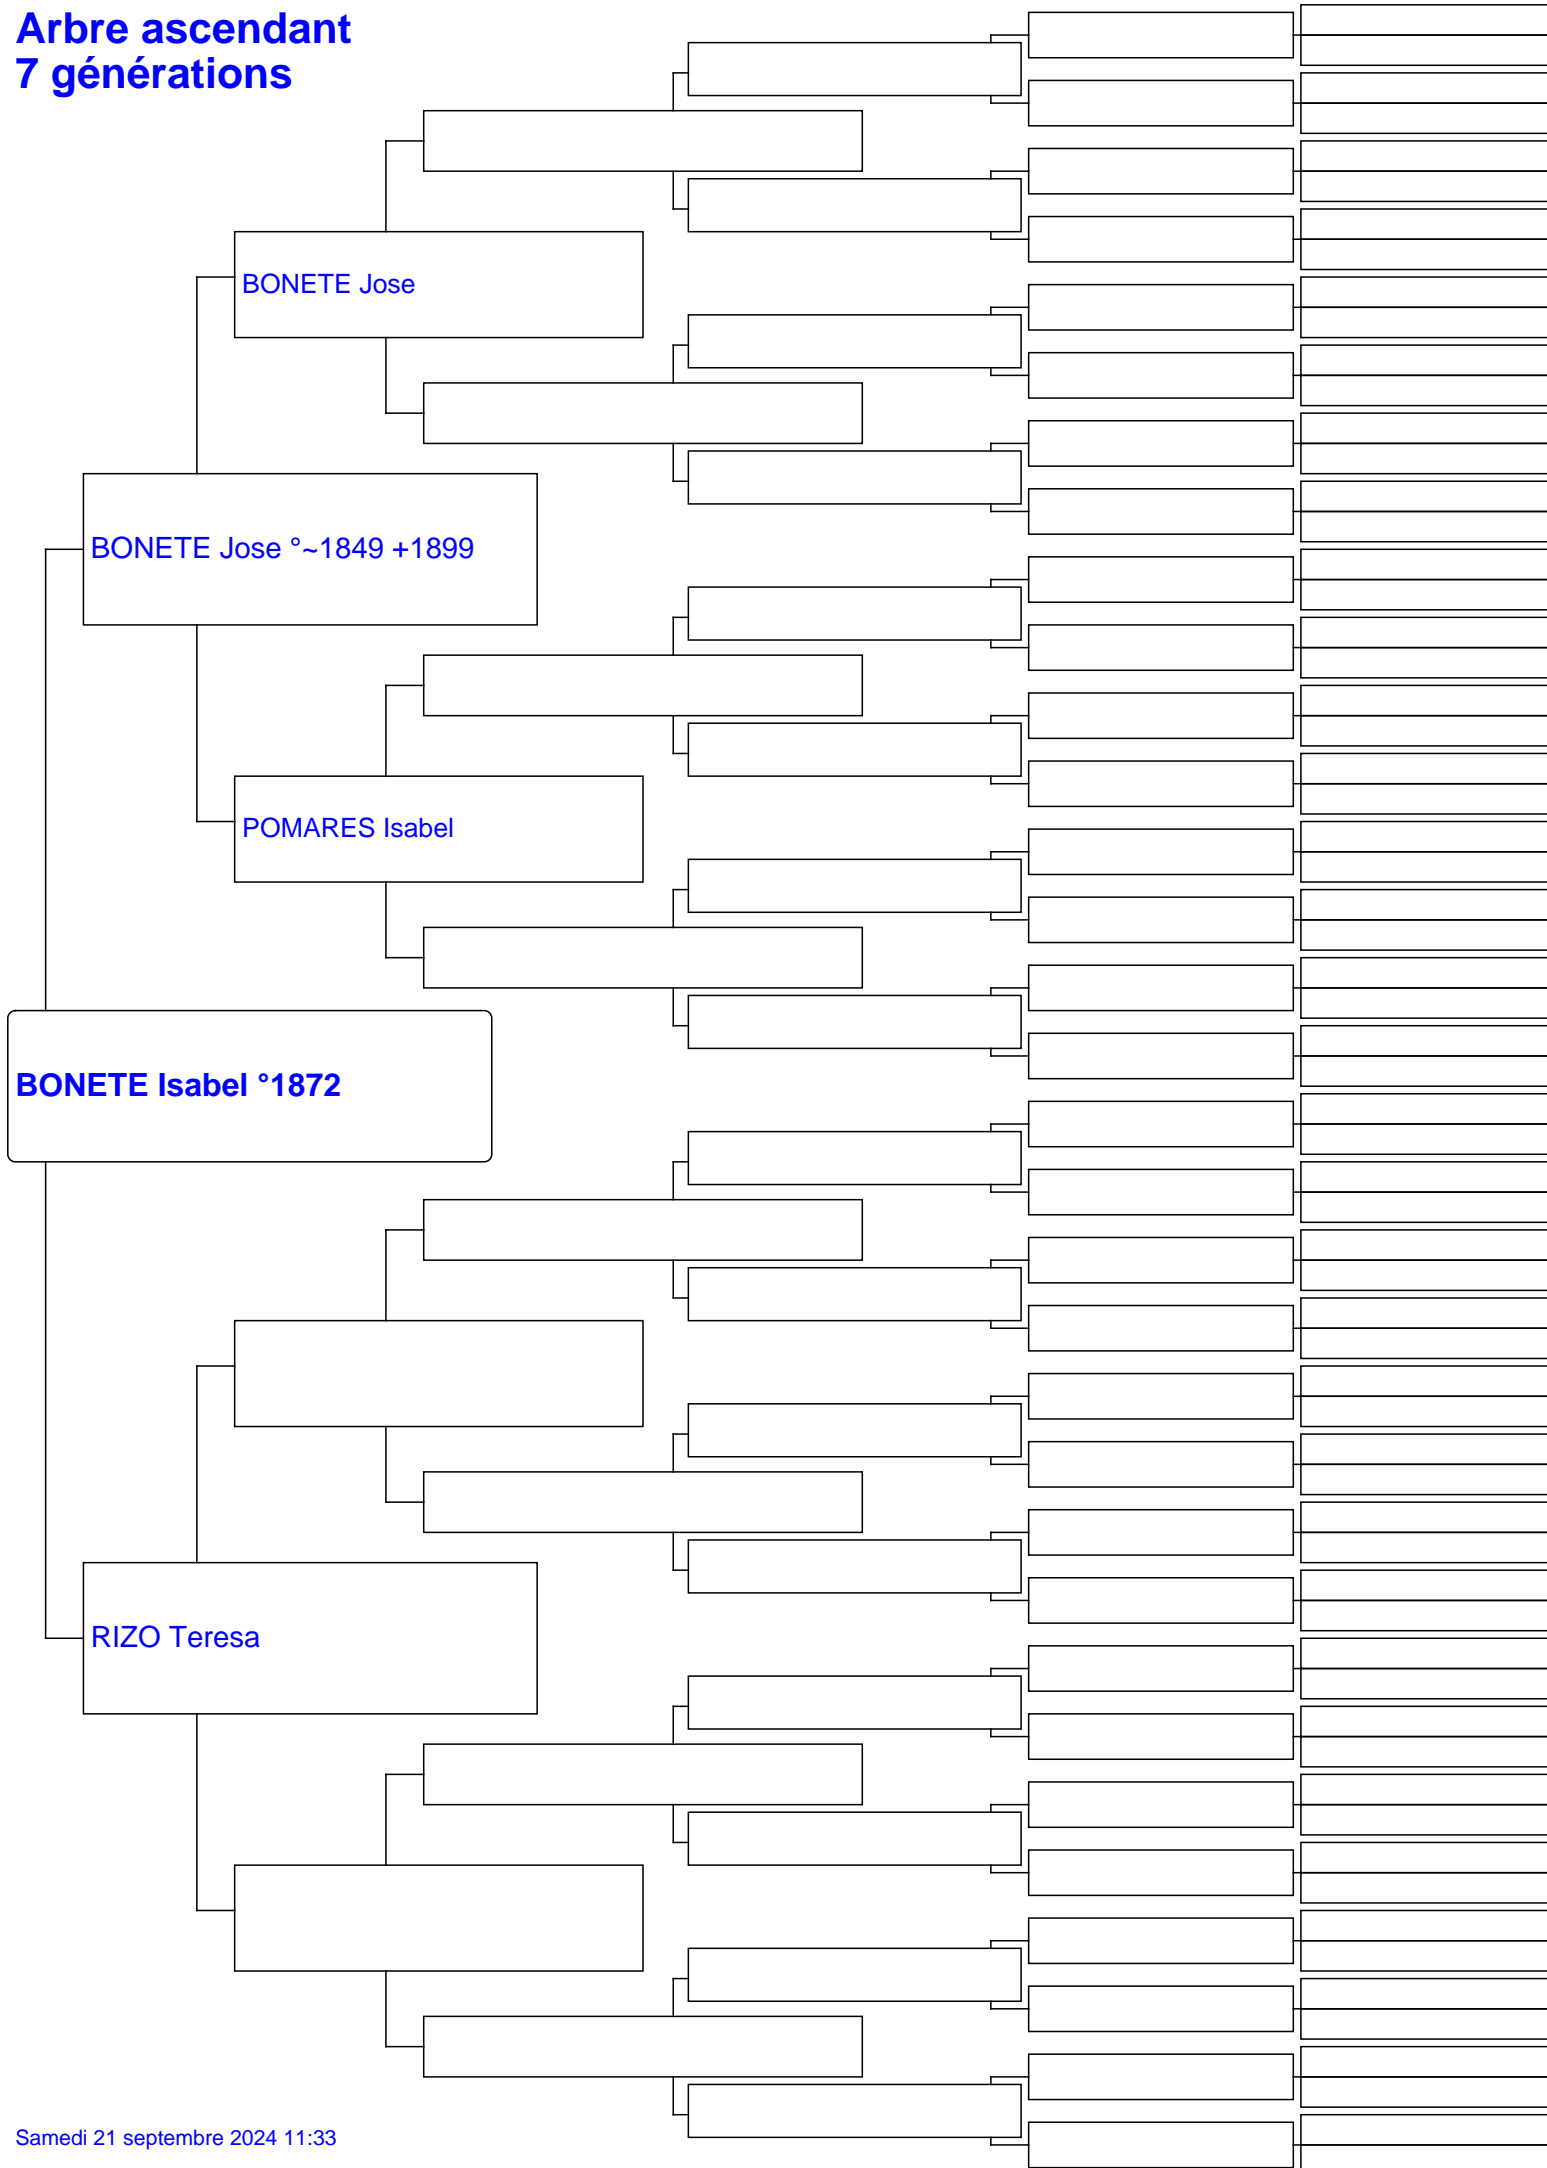 Arbre ascendant
7 générations
BONETE Jose
BONETE Jose °~1849 +1899
POMARES Isabel
BONETE Isabel °1872
RIZO Teresa
Samedi 21 septembre 2024 11:33